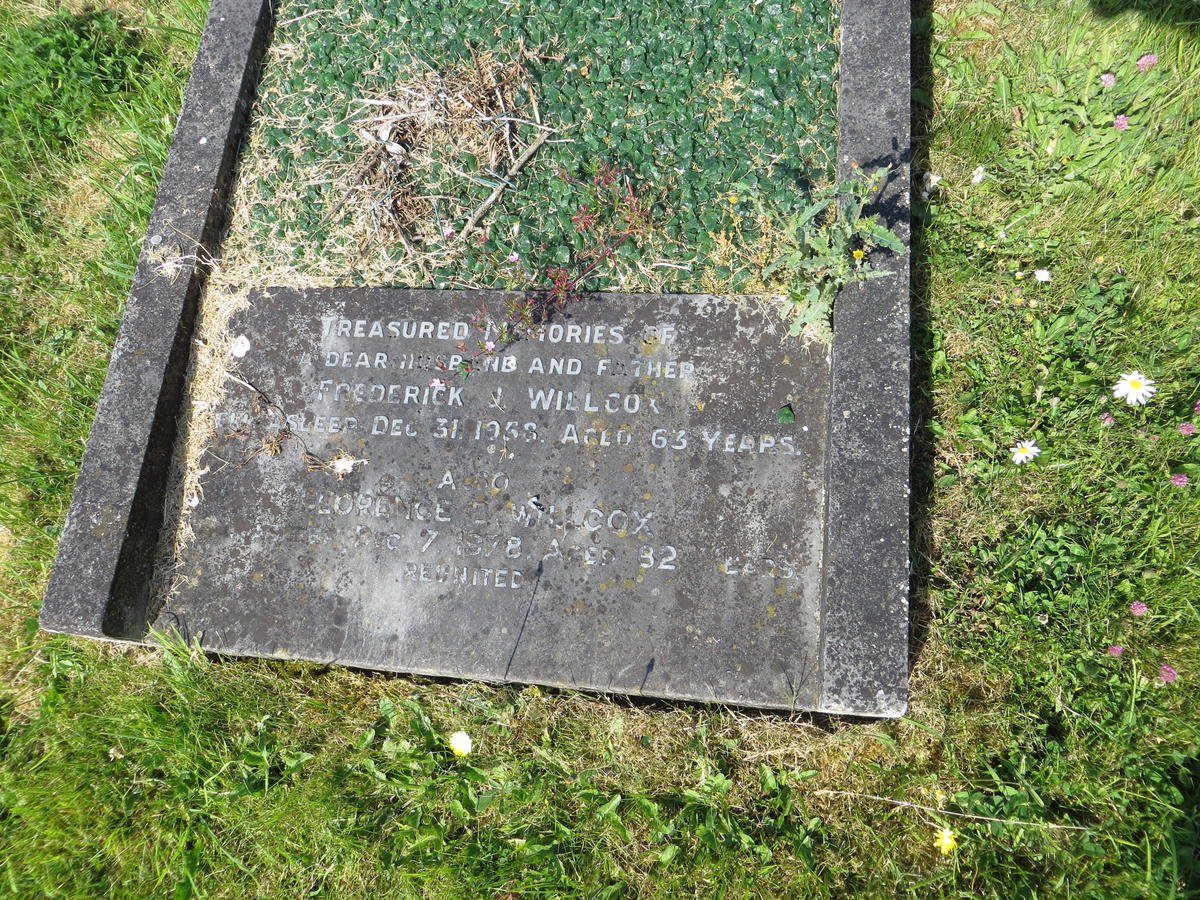 TREASURED MEMORIES OF
A DEAR HUSBAND AND FATHER
FREDERICK J. WILLCOX
ASLEEP DEC 31, 1958. AGED 63 YEARS.
ALSO
FLORENCE WILLCOX
DEC 7 1978. AGED 82 YEARS.
REUNITED